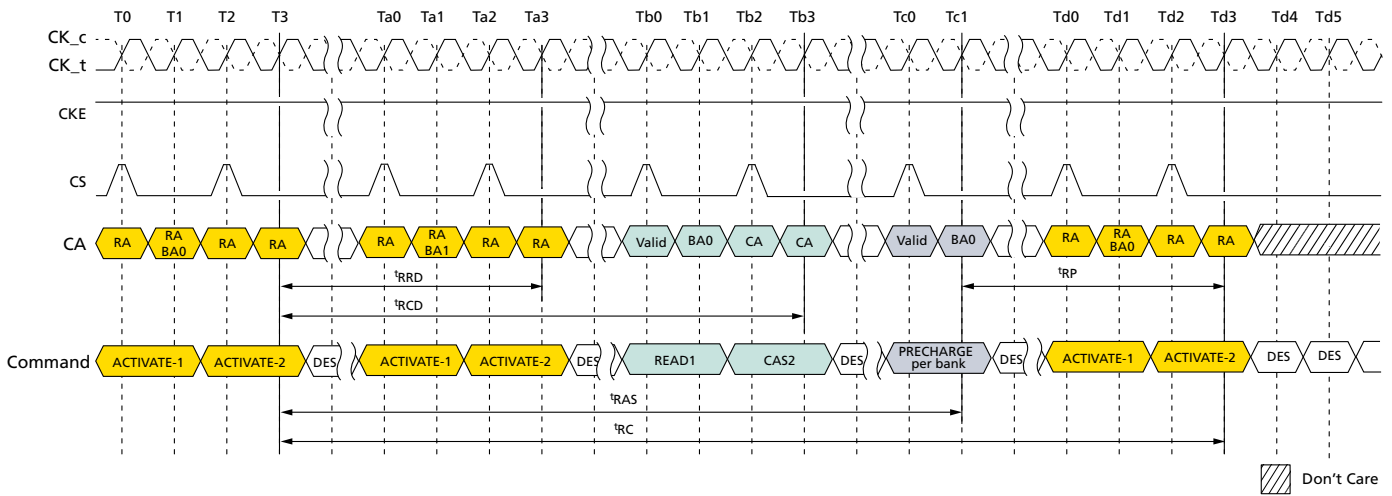 T0 T1 T2 T3 Ta0 Ta1 Ta2 Ta3 Tb0 Tb1 Tb2 Tb3 Tc0 Tc1 Td0 Td1 Td2 Td3 Td4 Td5
CK_c
CK_t
CKE
CS
CA RA RA BA0 RA RA RA RA BA1 RA RA Valid BA0 CA CA Valid BA0 RA RA BA0 RA RA
tRRD tRP
tRCD
Command ACTIVATE-1 ACTIVATE-2 DES ACTIVATE-1 ACTIVATE-2 DES READ1 CAS2 DES PRECHARGE per bank DES ACTIVATE-1 ACTIVATE-2 DES DES
tRAS
tRC
Don't Care